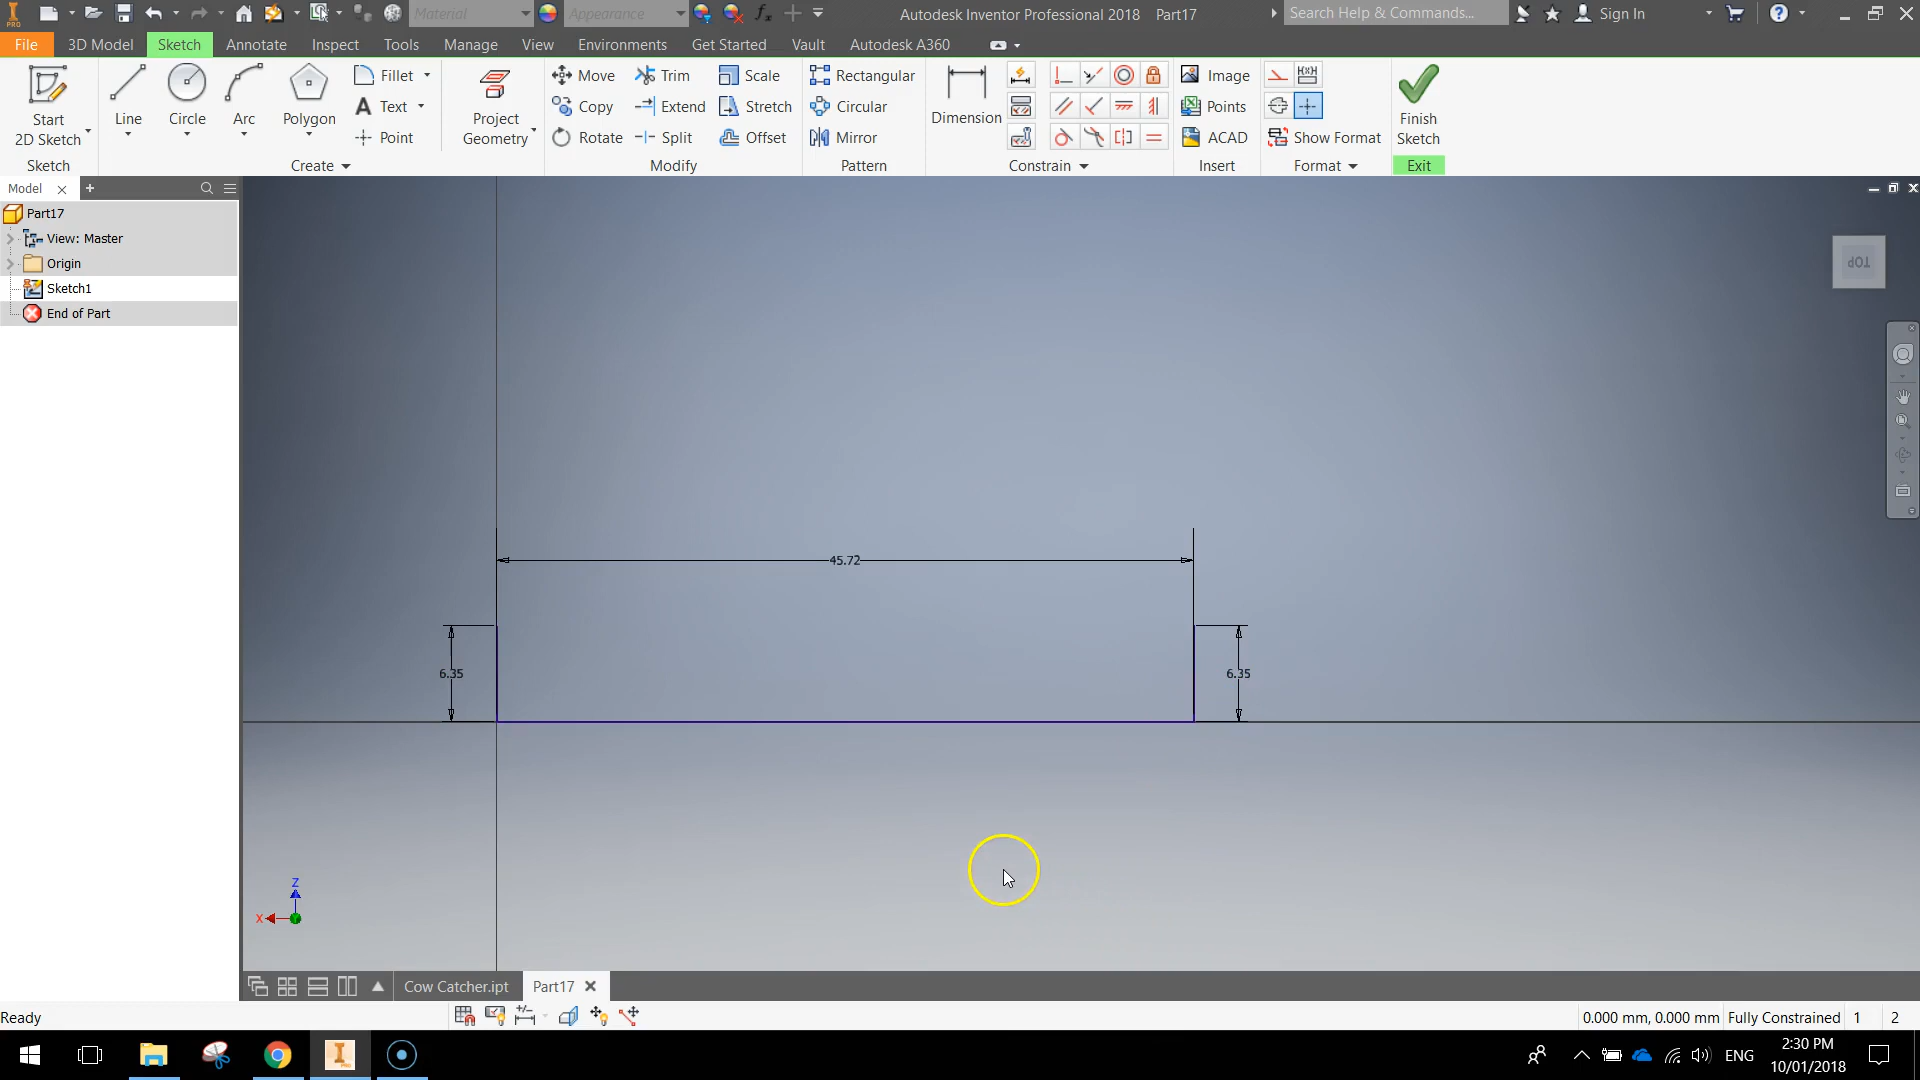 PRO
Material
Appearance
fx
Autodesk Inventor Professional 2018 Part17
Search Help & Commands...
Sign In
File
3D Model
Sketch
Annotate
Inspect
Tools
Manage
View
Environments
Get Started
Vault
Autodesk A360
Start
2D Sketch
Sketch
Line
Circle
Arc
Polygon
Fillet
Text
Point
Create
Project
Geometry
Move
Copy
Rotate
Trim
Extend
Split
Scale
Stretch
Offset
Modify
Rectangular
Circular
Mirror
Pattern
Dimension
Constrain
Image
Points
ACAD
Insert
Show Format
Format
Finish
Sketch
Exit
Model
Part17
View: Master
Origin
Sketch1
End of Part
TOP
45.72
6.35
6.35
Z
X
Cow Catcher.ipt
Part17
Ready
0.000 mm, 0.000 mm
Fully Constrained
1
2
ENG
2:30 PM
10/01/2018